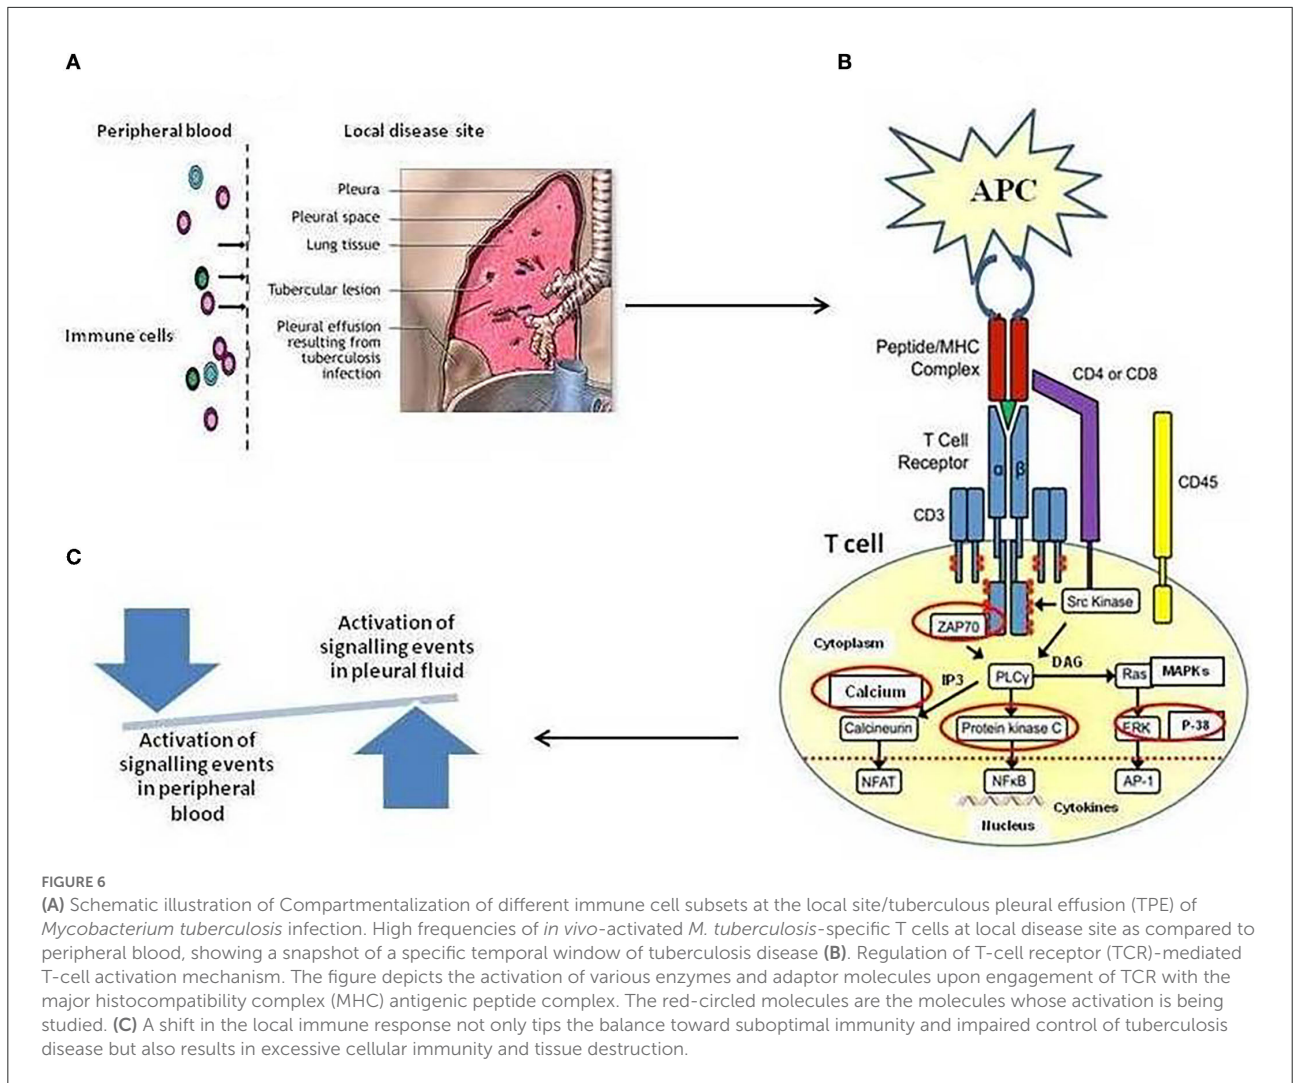 A
Peripheral blood
Immune cells
Local disease site
Pleura
Pleural space
Lung tissue
Tubercular lesion
Pleural effusion
resulting from
tuberculosis
infection
B
APC
Peptide/MHC
Complex
CD4 or CD8
T Cell
Receptor
α β
CD3
CD45
T cell
Src Kinase
ZAP70
Cytoplasm
DAG
IP3
PLCγ
Ras
MAPKs
Calcium
Calcineurin
Protein kinase C
ERK
P-38
NFAT
NFκB
AP-1
Cytokines
Nucleus
C
Activation of
signalling events
in pleural fluid
Activation of
signalling events
in peripheral
blood
FIGURE 6
(A) Schematic illustration of Compartmentalization of different immune cell subsets at the local site/tuberculous pleural effusion (TPE) of
Mycobacterium tuberculosis infection. High frequencies of in vivo-activated M. tuberculosis-specific T cells at local disease site as compared to
peripheral blood, showing a snapshot of a specific temporal window of tuberculosis disease (B). Regulation of T-cell receptor (TCR)-mediated
T-cell activation mechanism. The figure depicts the activation of various enzymes and adaptor molecules upon engagement of TCR with the
major histocompatibility complex (MHC) antigenic peptide complex. The red-circled molecules are the molecules whose activation is being
studied. (C) A shift in the local immune response not only tips the balance toward suboptimal immunity and impaired control of tuberculosis
disease but also results in excessive cellular immunity and tissue destruction.